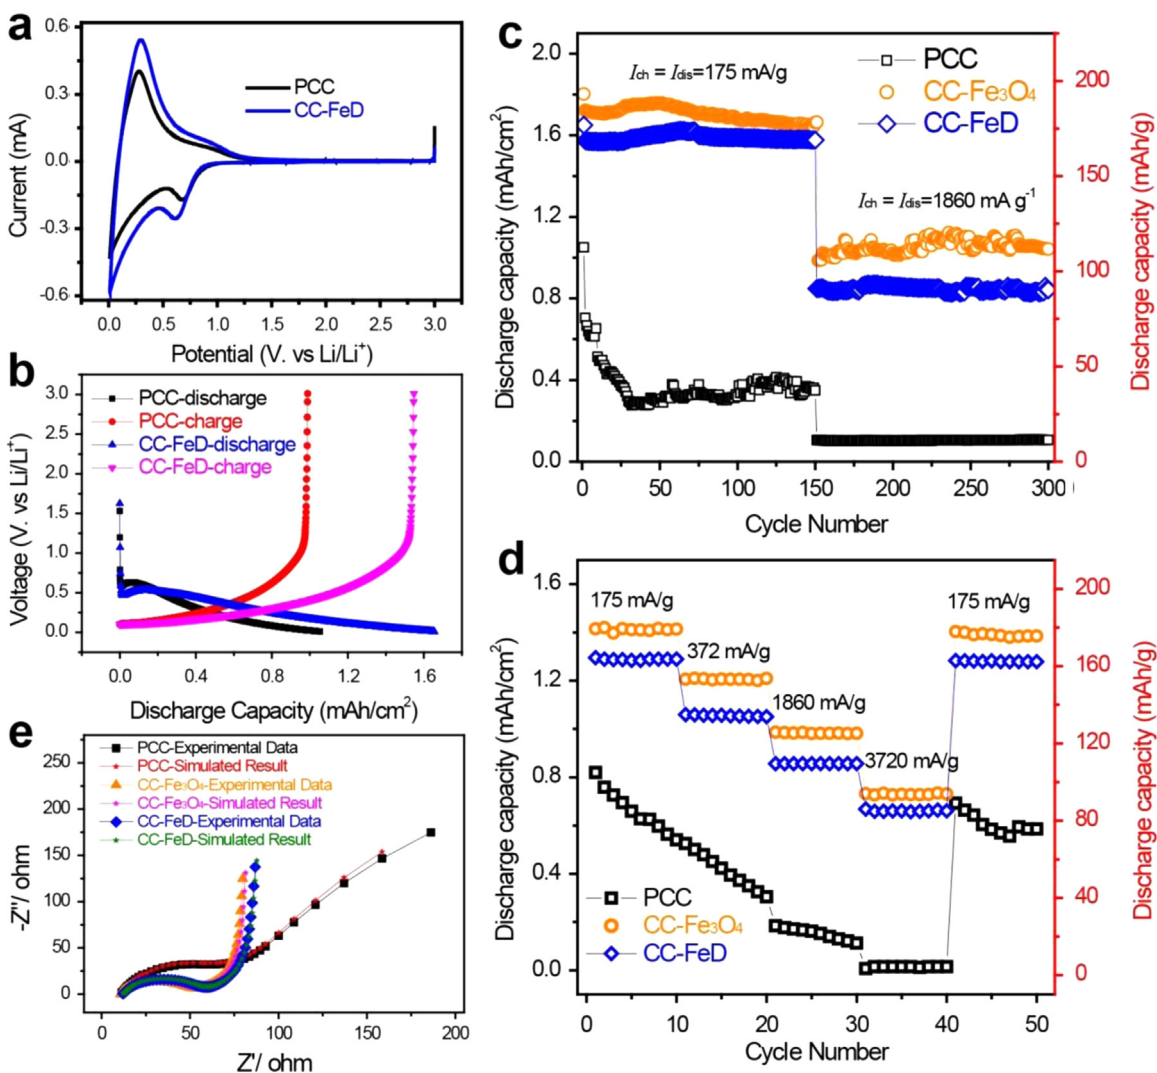 a
0.6
0.3
0.0
-0.3
-0.6
Current (mA)
PCC
CC-FeD
0.0 0.5 1.0 1.5 2.0 2.5 3.0
Potential (V. vs Li/Li⁺)
b
3.0
2.5
2.0
1.5
1.0
0.5
0.0
Voltage (V. vs Li/Li⁺)
PCC-discharge
PCC-charge
CC-FeD-discharge
CC-FeD-charge
0.0 0.4 0.8 1.2 1.6
Discharge Capacity (mAh/cm²)
e
250
200
150
100
50
0
-Z''/ ohm
PCC-Experimental Data
PCC-Simulated Result
CC-Fe₃O₄-Experimental Data
CC-Fe₃O₄-Simulated Result
CC-FeD-Experimental Data
CC-FeD-Simulated Result
0 50 100 150 200
Z'/ ohm
c
2.0
1.6
1.2
0.8
0.4
0.0
Discharge capacity (mAh/cm²)
Ich = Idis=175 mA/g
PCC
CC-Fe₃O₄
CC-FeD
Ich = Idis=1860 mA g⁻¹
200
150
100
50
0
Discharge capacity (mAh/g)
0 50 100 150 200 250 300
Cycle Number
d
1.6
1.2
0.8
0.4
0.0
Discharge capacity (mAh/cm²)
175 mA/g
372 mA/g
1860 mA/g
3720 mA/g
175 mA/g
PCC
CC-Fe₃O₄
CC-FeD
200
160
120
80
40
0
Discharge capacity (mAh/g)
0 10 20 30 40 50
Cycle Number